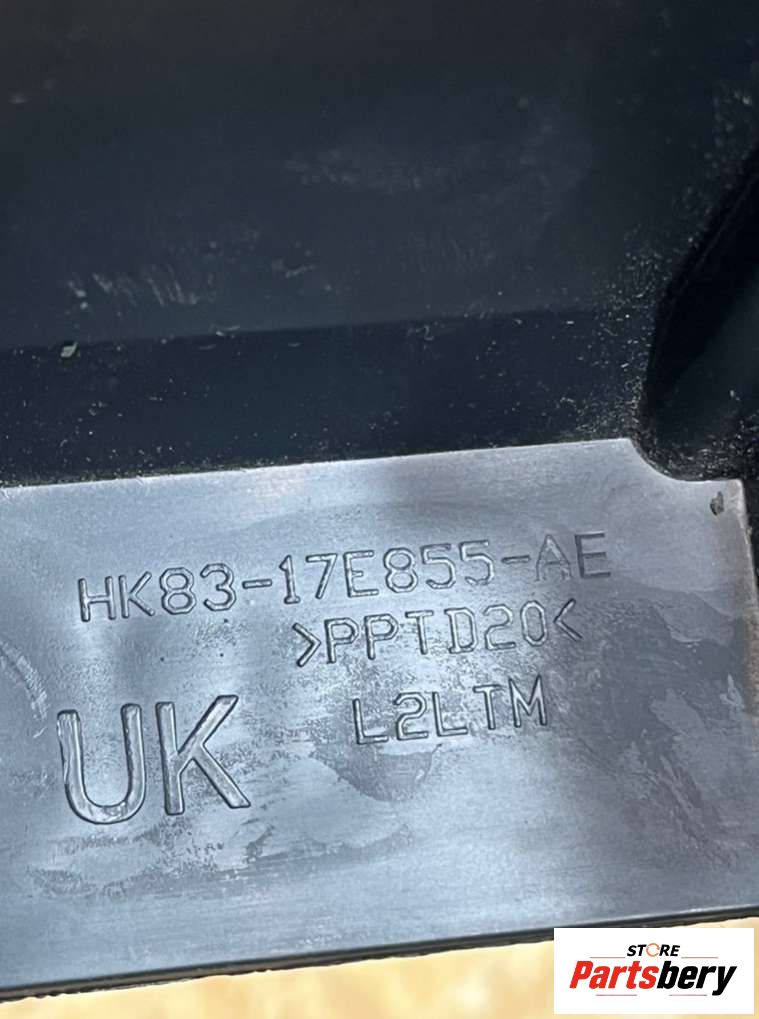 HK83-17E855-AE
>PPTD20<
L2LTM
UK
STORE
Partsbery